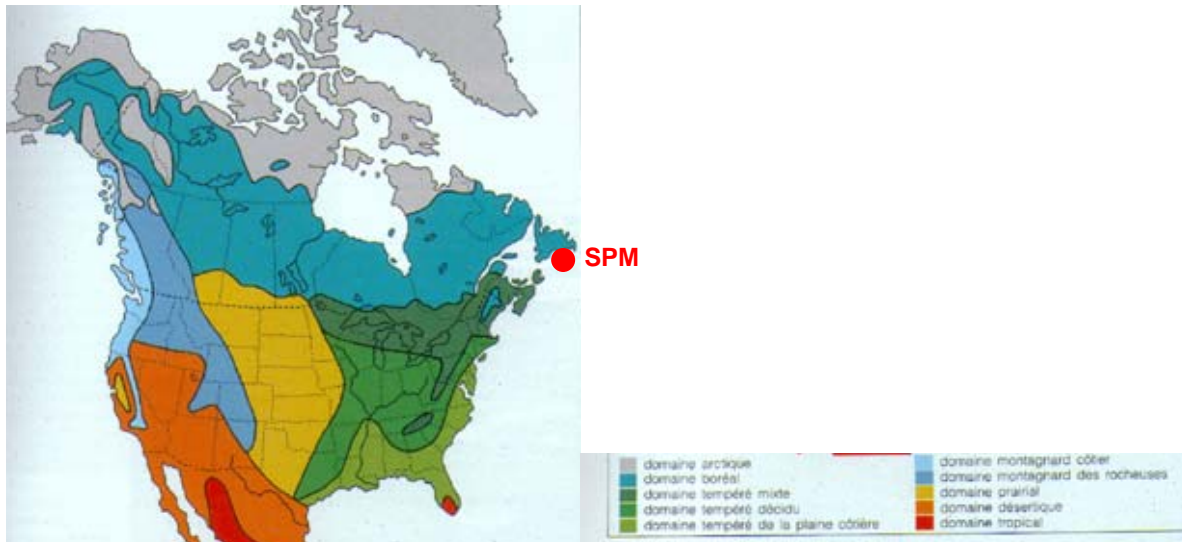 SPM
domaine arctique
domaine boréal
domaine tempéré mixte
domaine tempéré décidu
domaine tempéré de la plaine côtière
domaine montagnard côtier
domaine montagnard des rocheuses
domaine prairial
domaine désertique
domaine tropical